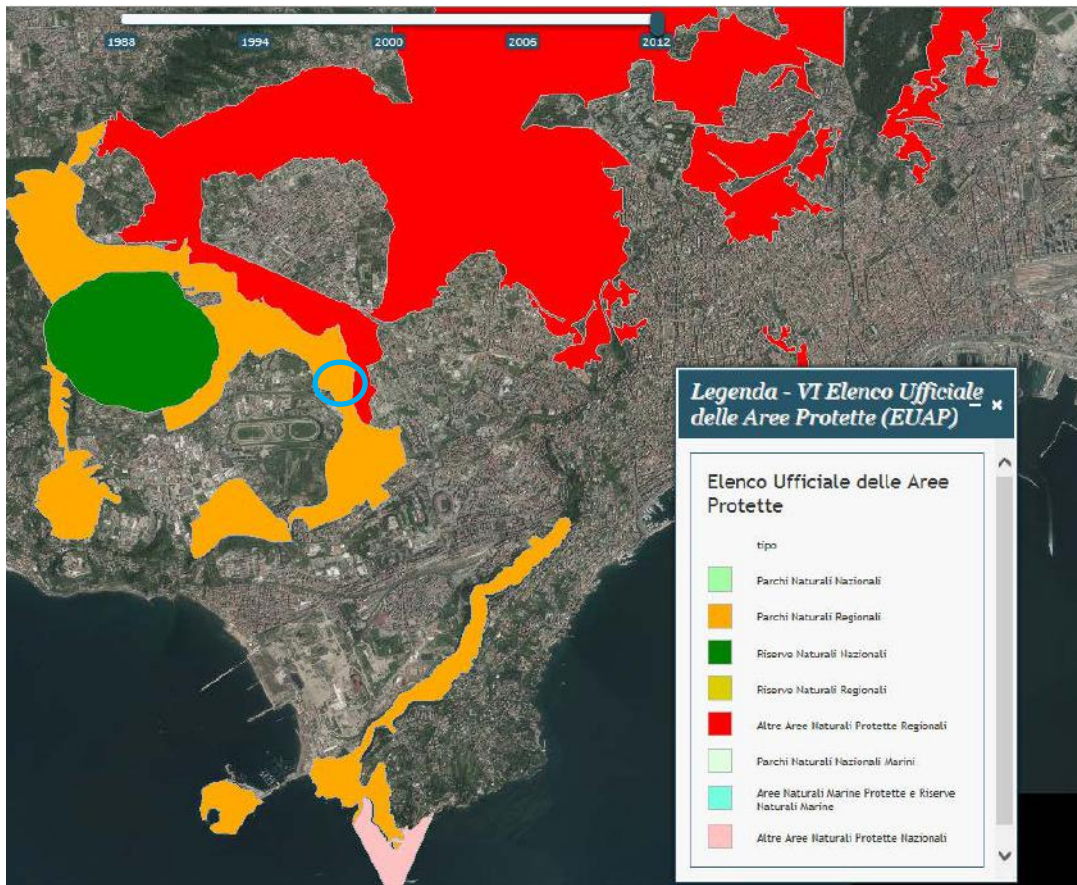 1988 1994 2000 2006 2012
Legenda - VI Elenco Ufficiale
delle Aree Protette (EUAP)
Elenco Ufficiale delle Aree
Protette
tipo
Parchi Naturali Nazionali
Parchi Naturali Regionali
Riserve Naturali Nazionali
Riserve Naturali Regionali
Altre Aree Naturali Protette Regionali
Parchi Naturali Nazionali Marini
Aree Naturali Marine Protette e Riserve
Naturali Marine
Altre Aree Naturali Protette Nazionali